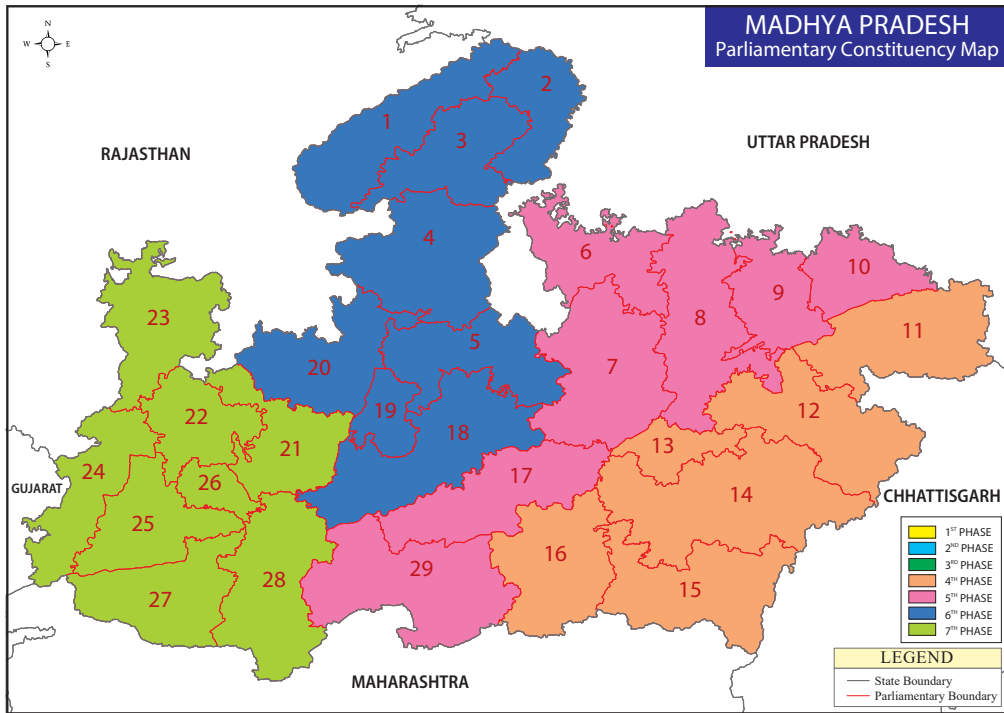 MADHYA PRADESH
Parliamentary Constituency Map
N
W E
S
RAJASTHAN
UTTAR PRADESH
GUJARAT
CHHATTISGARH
MAHARASHTRA
1
2
3
4
5
6
7
8
9
10
11
12
13
14
15
16
17
18
19
20
21
22
23
24
25
26
27
28
29
1ST PHASE
2ND PHASE
3RD PHASE
4TH PHASE
5TH PHASE
6TH PHASE
7TH PHASE
LEGEND
State Boundary
Parliamentary Boundary